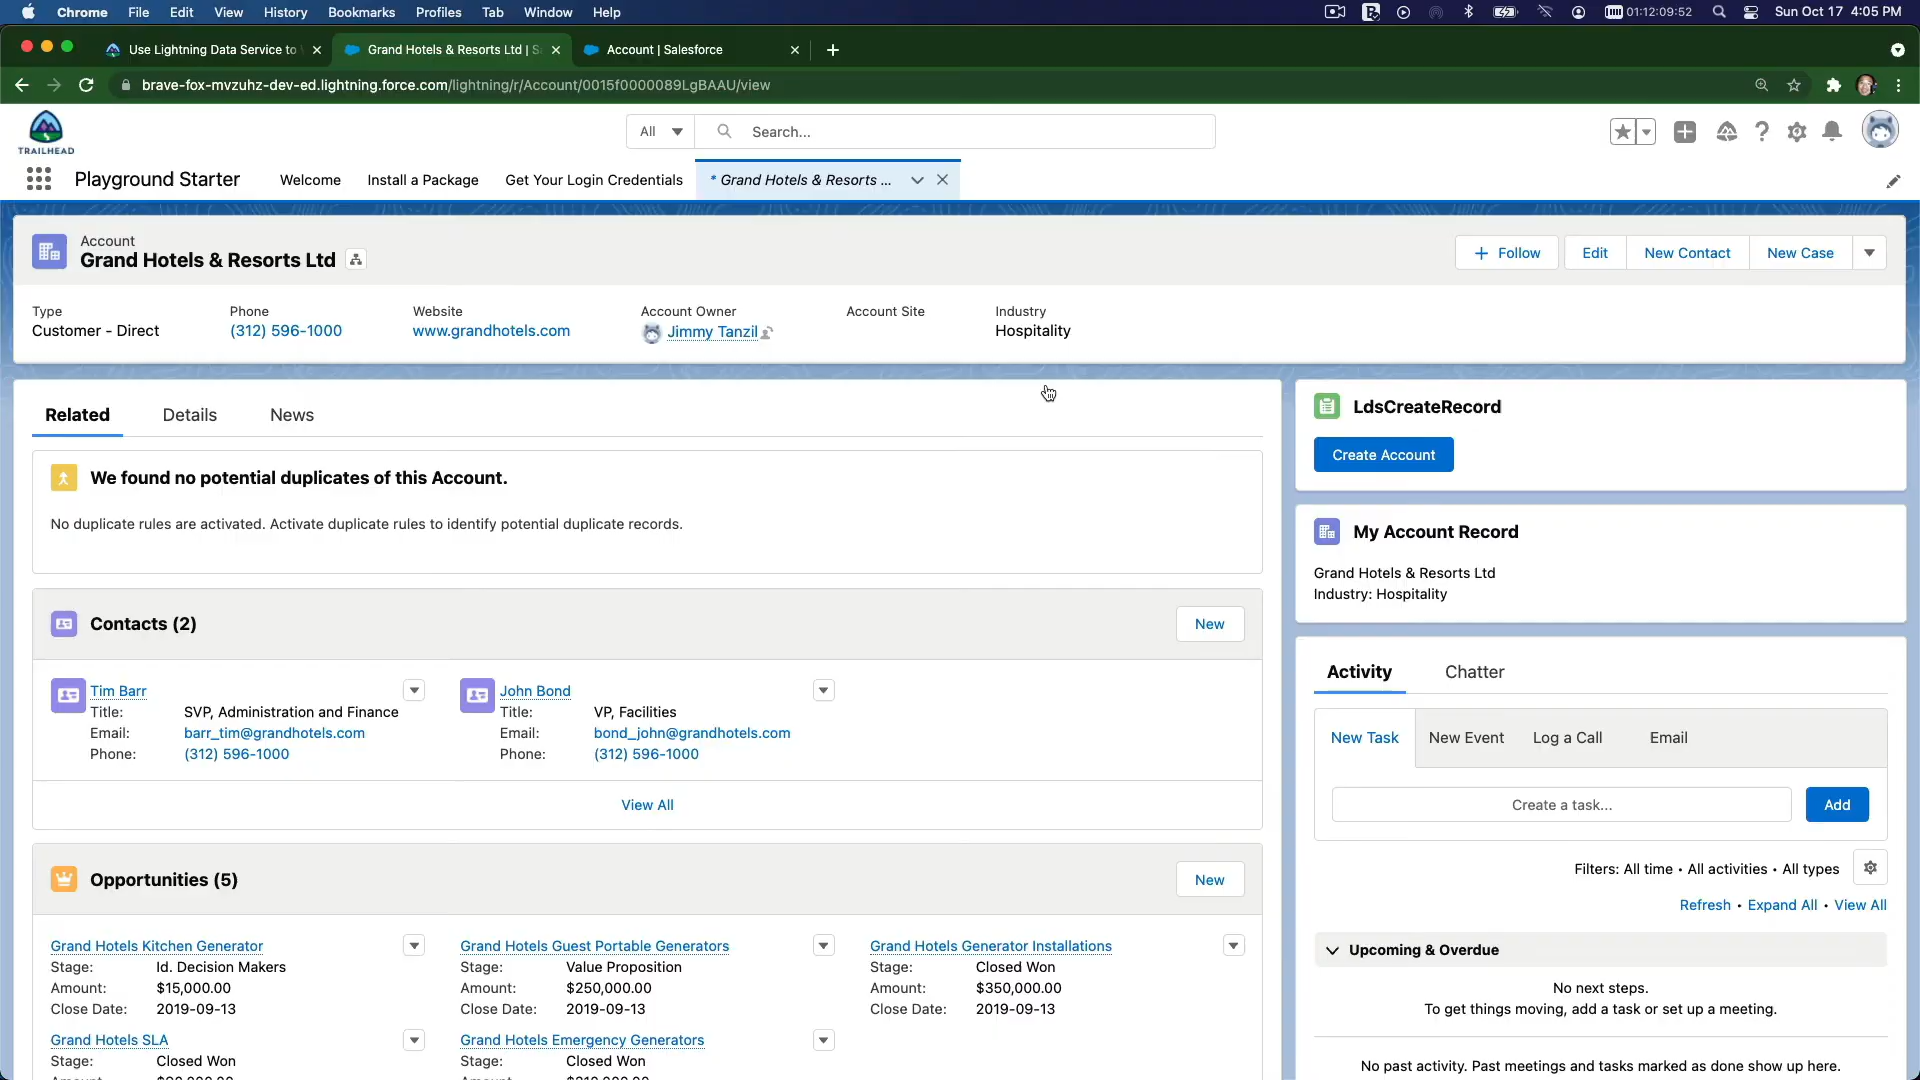 Chrome File Edit View History Bookmarks Profiles Tab Window Help
01:12:09:52 Sun Oct 17 4:05 PM
Use Lightning Data Service to
Grand Hotels & Resorts Ltd | S
Account | Salesforce
brave-fox-mvzuhz-dev-ed.lightning.force.com/lightning/r/Account/0015f0000089LgBAAU/view
TRAILHEAD
All Search...
Playground Starter Welcome Install a Package Get Your Login Credentials * Grand Hotels & Resorts ...
Account
Grand Hotels & Resorts Ltd
Follow Edit New Contact New Case
Type Phone Website Account Owner Account Site Industry
Customer - Direct (312) 596-1000 www.grandhotels.com Jimmy Tanzil Hospitality
Related Details News
We found no potential duplicates of this Account.
No duplicate rules are activated. Activate duplicate rules to identify potential duplicate records.
Contacts (2) New
Tim Barr
Title: SVP, Administration and Finance
Email: barr_tim@grandhotels.com
Phone: (312) 596-1000
John Bond
Title: VP, Facilities
Email: bond_john@grandhotels.com
Phone: (312) 596-1000
View All
Opportunities (5) New
Grand Hotels Kitchen Generator
Stage: Id. Decision Makers
Amount: $15,000.00
Close Date: 2019-09-13
Grand Hotels Guest Portable Generators
Stage: Value Proposition
Amount: $250,000.00
Close Date: 2019-09-13
Grand Hotels Generator Installations
Stage: Closed Won
Amount: $350,000.00
Close Date: 2019-09-13
Grand Hotels SLA
Stage: Closed Won
Grand Hotels Emergency Generators
Stage: Closed Won
LdsCreateRecord
Create Account
My Account Record
Grand Hotels & Resorts Ltd
Industry: Hospitality
Activity Chatter
New Task New Event Log a Call Email
Create a task... Add
Filters: All time • All activities • All types
Refresh • Expand All • View All
Upcoming & Overdue
No next steps.
To get things moving, add a task or set up a meeting.
No past activity. Past meetings and tasks marked as done show up here.